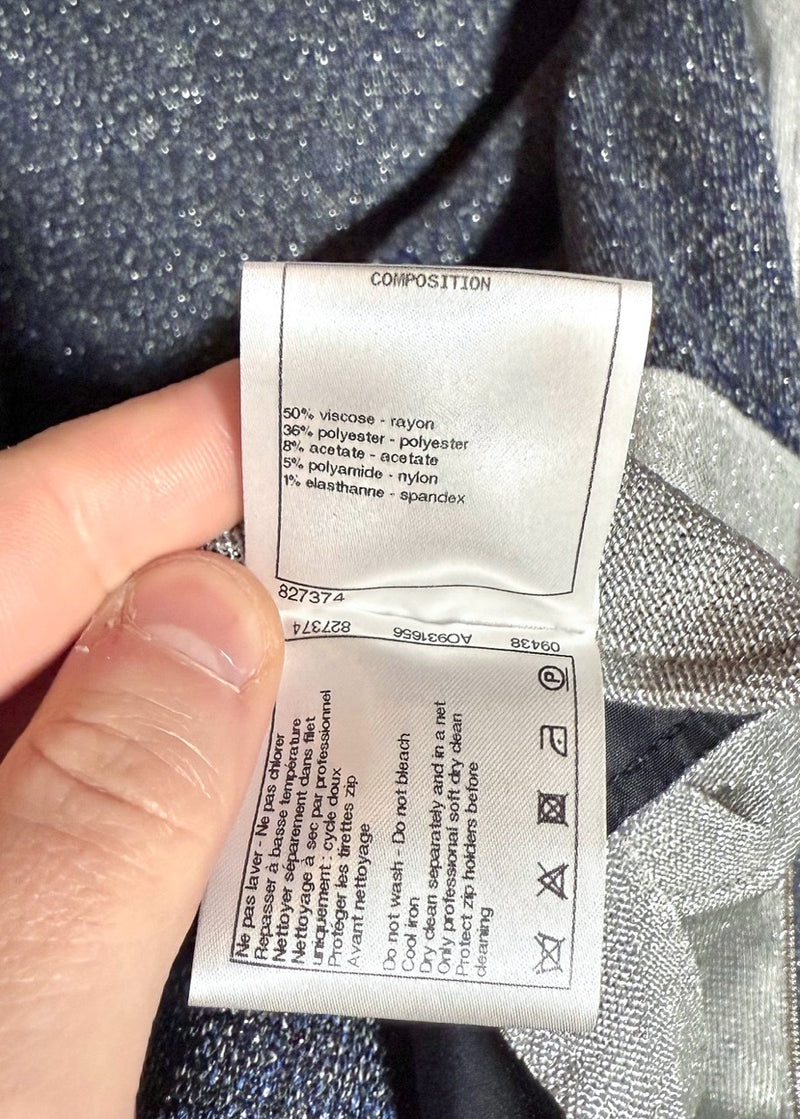 COMPOSITION
50% viscose - rayon
36% polyester - polyester
8% acetate - acetate
5% polyamide - nylon
1% elasthanne - spandex
827374
827374 AO931656 09438
Ne pas laver - Ne pas chlorer
Repasser à basse température
Nettoyer séparement dans filet
Nettoyage à sec par professionnel
uniquement : cycle doux
Protéger les tirettes zip
Avant nettoyage
Do not wash - Do not bleach
Cool iron
Dry clean separately and in a net
Only professional soft dry clean
Protect zip holders before
cleaning
P